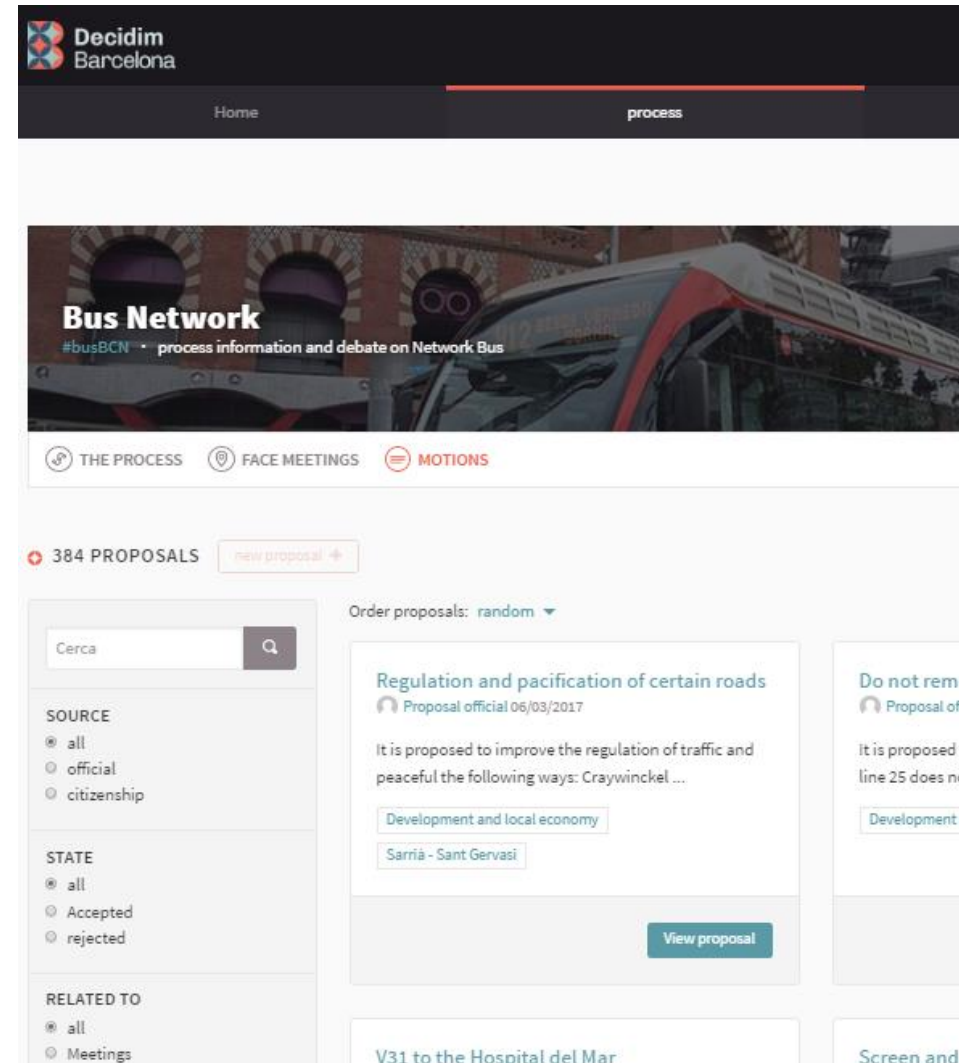 Decidim
Barcelona
Home
process
Bus Network
#busBCN • process information and debate on Network Bus
THE PROCESS
FACE MEETINGS
MOTIONS
384 PROPOSALS
new proposal +
Cerca
SOURCE
all
official
citizenship
STATE
all
Accepted
rejected
RELATED TO
all
Meetings
Order proposals: random
Regulation and pacification of certain roads
Proposal official 06/03/2017
It is proposed to improve the regulation of traffic and
peaceful the following ways: Craywinckel ...
Development and local economy
Sarrià - Sant Gervasi
View proposal
Do not rem
Proposal of
It is proposed
line 25 does n
Development
V31 to the Hospital del Mar
Screen and